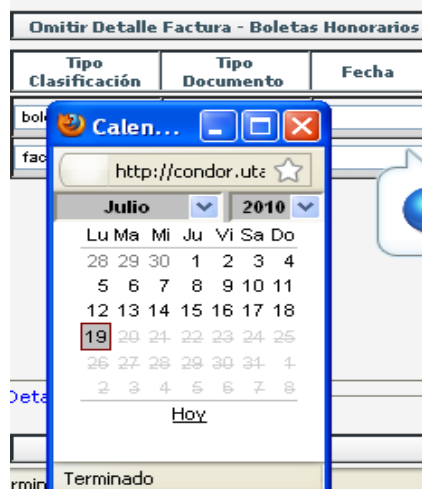 Omitir Detalle Factura - Boletas Honorarios
Tipo Clasificación
Tipo Documento
Fecha
Calen...
http://condor.uta
Julio 2010
Lu Ma Mi Ju Vi Sa Do
28 29 30 1 2 3 4
5 6 7 8 9 10 11
12 13 14 15 16 17 18
19 20 21 22 23 24 25
26 27 28 29 30 31 1
2 3 4 5 6 7 8
Hoy
Terminado